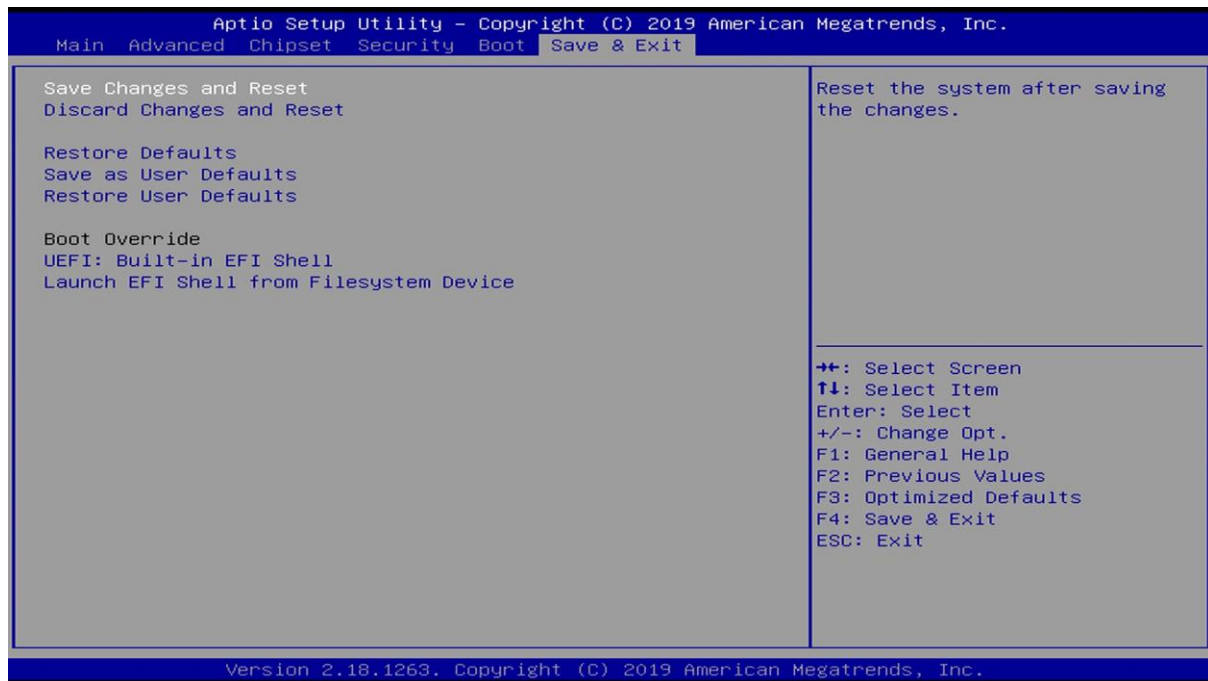 Aptio Setup Utility – Copyright (C) 2019 American Megatrends, Inc.
Main Advanced Chipset Security Boot Save & Exit
Save Changes and Reset
Discard Changes and Reset
Restore Defaults
Save as User Defaults
Restore User Defaults
Boot Override
UEFI: Built-in EFI Shell
Launch EFI Shell from Filesystem Device
Reset the system after saving
the changes.
→←: Select Screen
↑↓: Select Item
Enter: Select
+/-: Change Opt.
F1: General Help
F2: Previous Values
F3: Optimized Defaults
F4: Save & Exit
ESC: Exit
Version 2.18.1263. Copyright (C) 2019 American Megatrends, Inc.